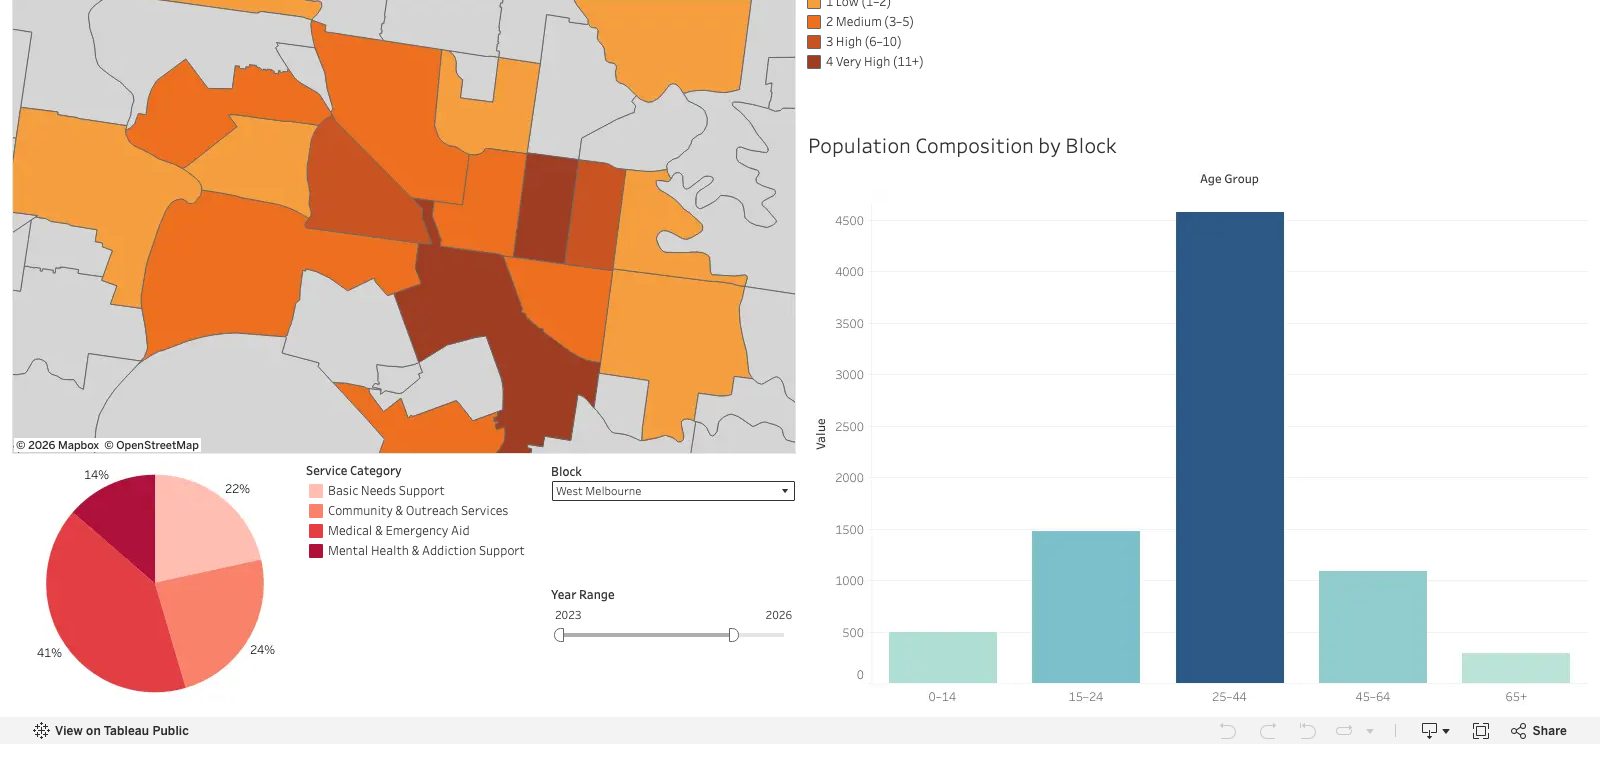 1 Low (1–2)
2 Medium (3–5)
3 High (6–10)
4 Very High (11+)
© 2026 Mapbox © OpenStreetMap
14%
22%
41%
24%
Service Category
Basic Needs Support
Community & Outreach Services
Medical & Emergency Aid
Mental Health & Addiction Support
Block
West Melbourne
Year Range
2023 2026
Population Composition by Block
Age Group
Value
4500
4000
3500
3000
2500
2000
1500
1000
500
0
0–14 15–24 25–44 45–64 65+
View on Tableau Public
Share